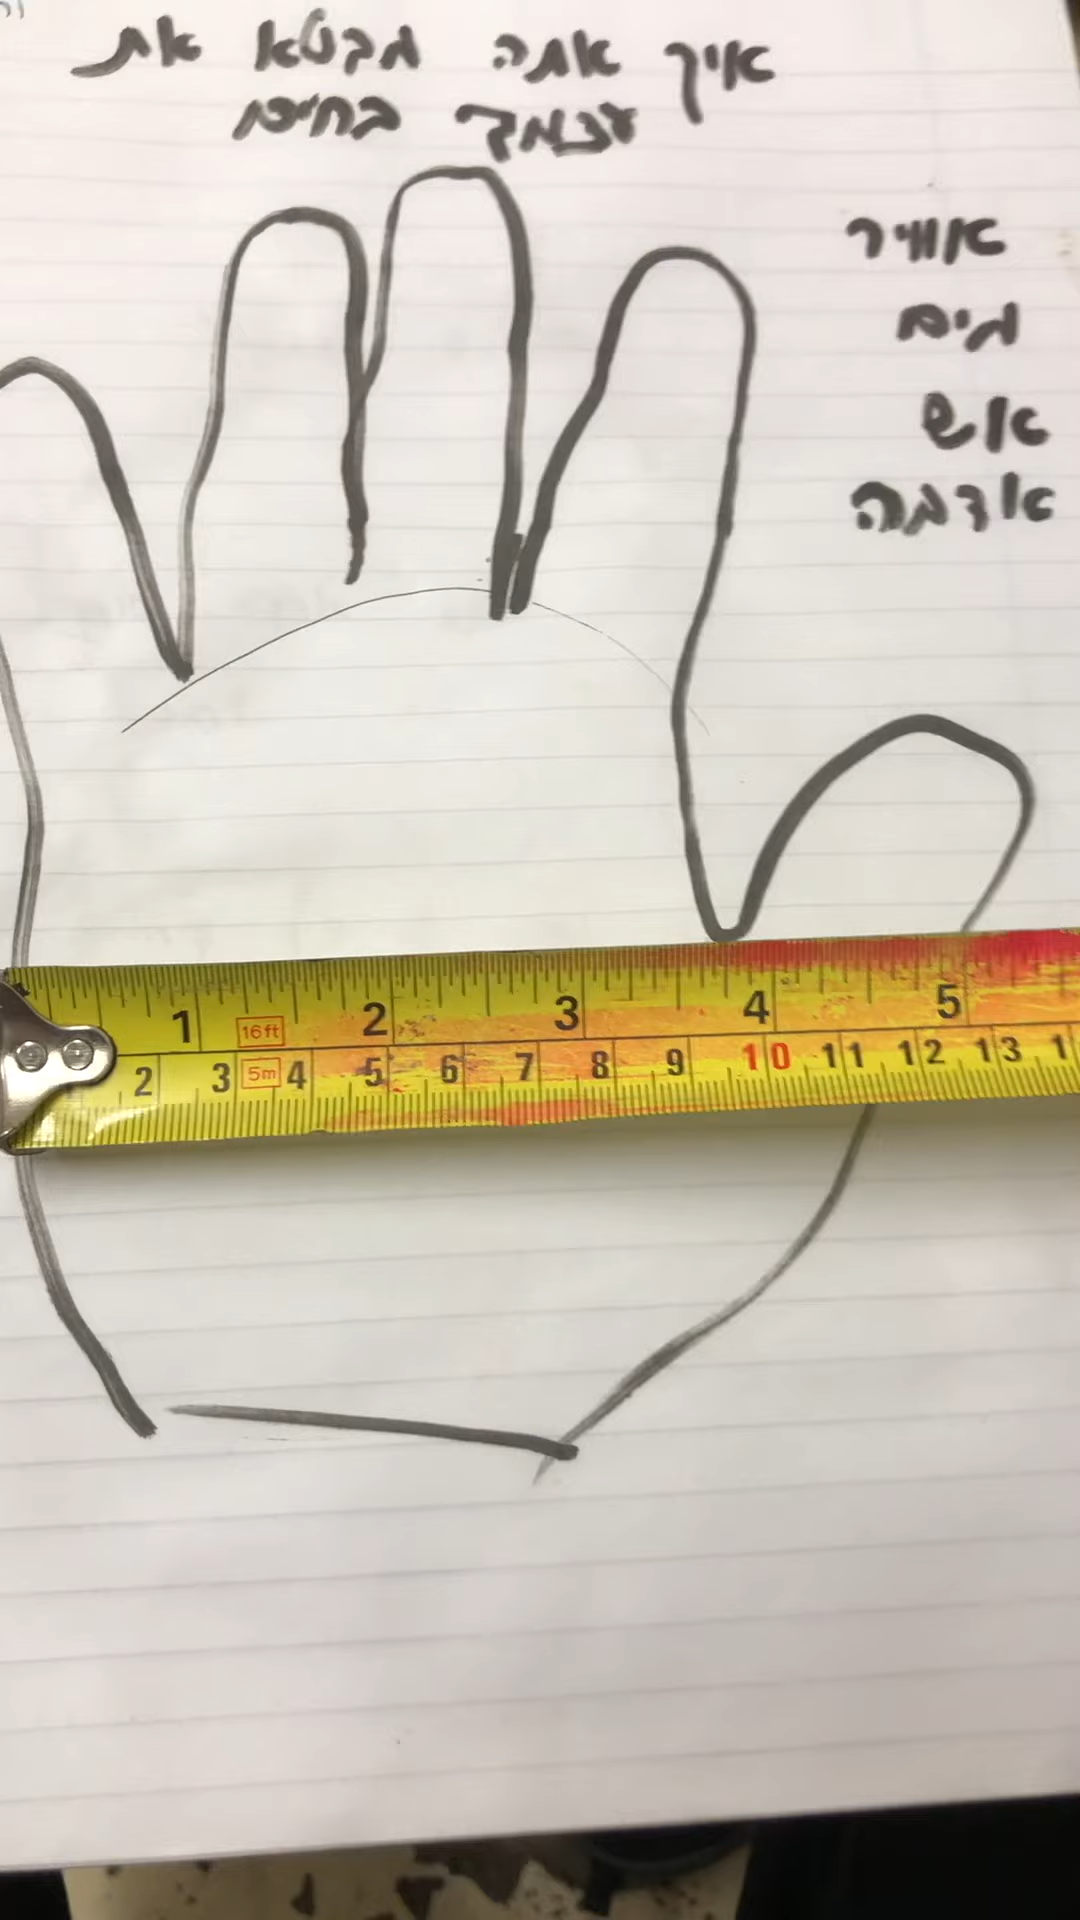 איך אתה מבטא את
עצמך בחיים
אוויר
מים
אש
אדמה
1 16ft 2 3 4 5
2 3 5m 4 5 6 7 8 9 10 11 12 13 1